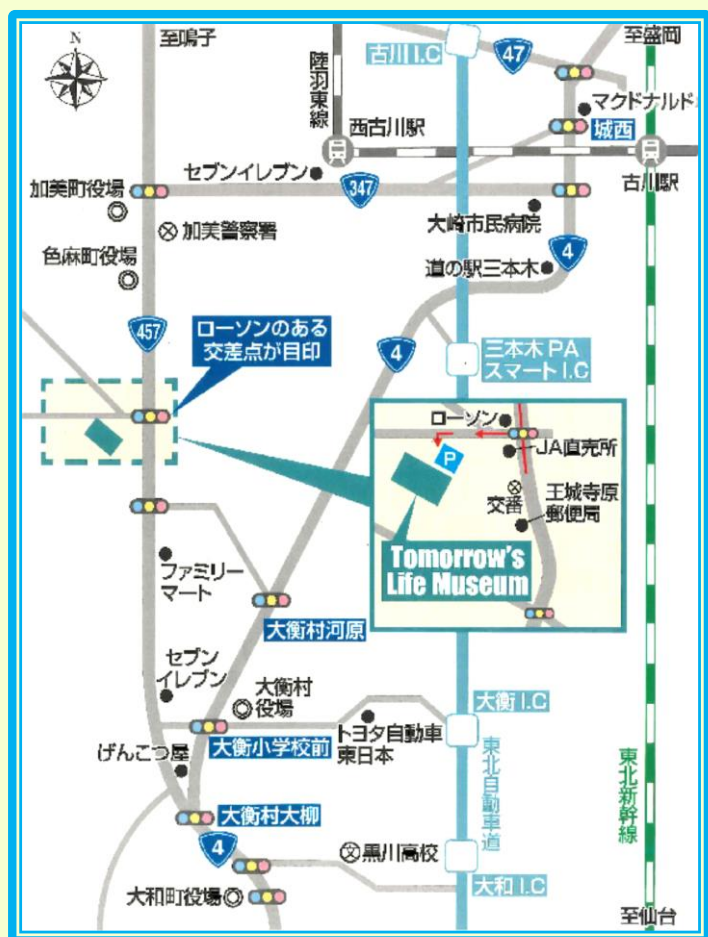 N
至鳴子
古川I.C
47
至盛岡
陸羽東線
マクドナルド
西古川駅
城西
セブンイレブン
347
古川駅
加美町役場
加美警察署
大崎市民病院
色麻町役場
道の駅三本木
4
457
ローソンのある
交差点が目印
4
三本木PA
スマートI.C
ローソン
P
JA直売所
交番
王城寺原
郵便局
Tomorrow's
Life Museum
ファミリー
マート
大衡村河原
セブン
イレブン
大衡村
役場
大衡I.C
大衡小学校前
トヨタ自動車
東日本
げんこつ屋
東北自動車道
東北新幹線
大衡村大柳
4
文
黒川高校
大和I.C
大和町役場
至仙台